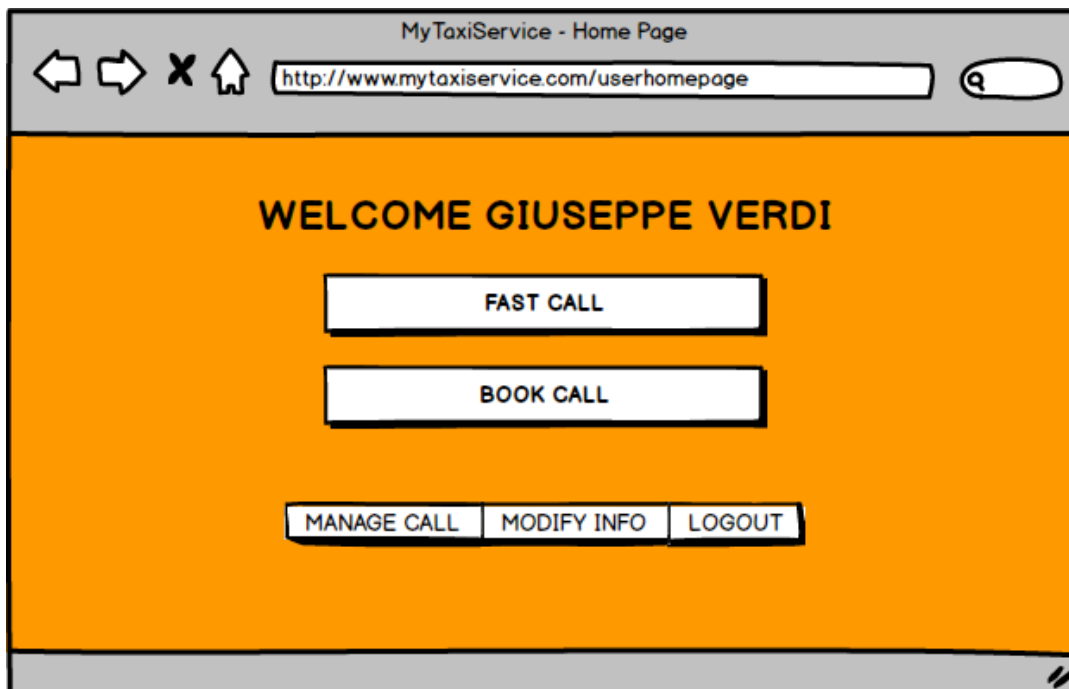 MyTaxiService - Home Page
http://www.mytaxiservice.com/userhomepage
WELCOME GIUSEPPE VERDI
FAST CALL
BOOK CALL
MANAGE CALL MODIFY INFO LOGOUT